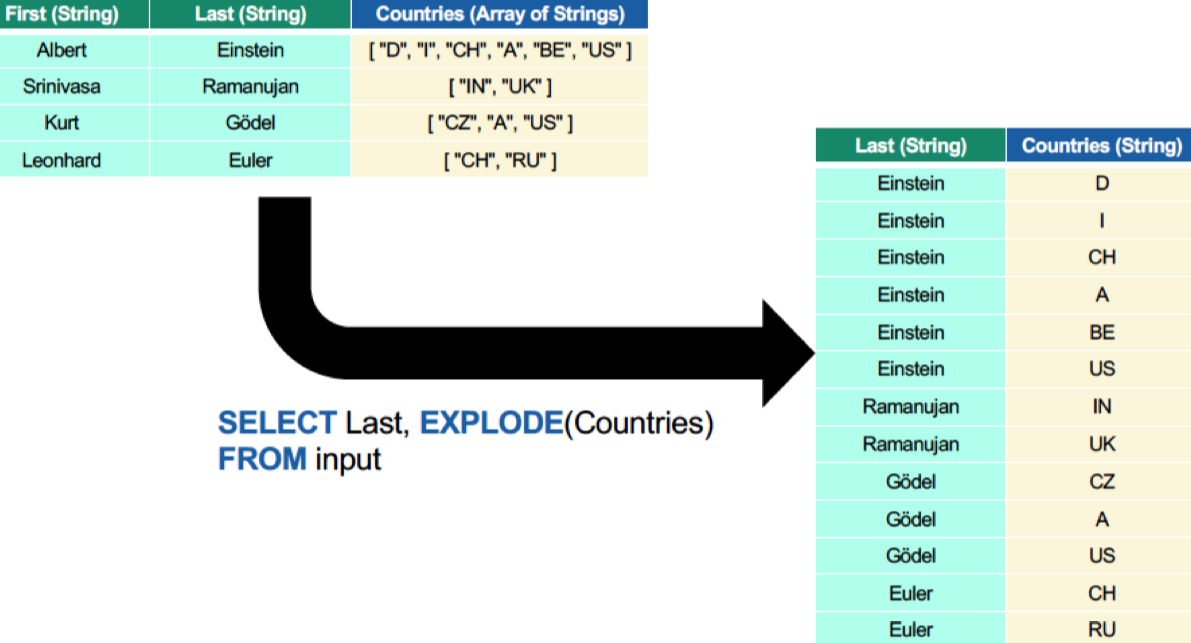 First (String) Last (String) Countries (Array of Strings)
Albert Einstein [ "D", "I", "CH", "A", "BE", "US" ]
Srinivasa Ramanujan [ "IN", "UK" ]
Kurt Gödel [ "CZ", "A", "US" ]
Leonhard Euler [ "CH", "RU" ]
SELECT Last, EXPLODE(Countries)
FROM input
Last (String) Countries (String)
Einstein D
Einstein I
Einstein CH
Einstein A
Einstein BE
Einstein US
Ramanujan IN
Ramanujan UK
Gödel CZ
Gödel A
Gödel US
Euler CH
Euler RU